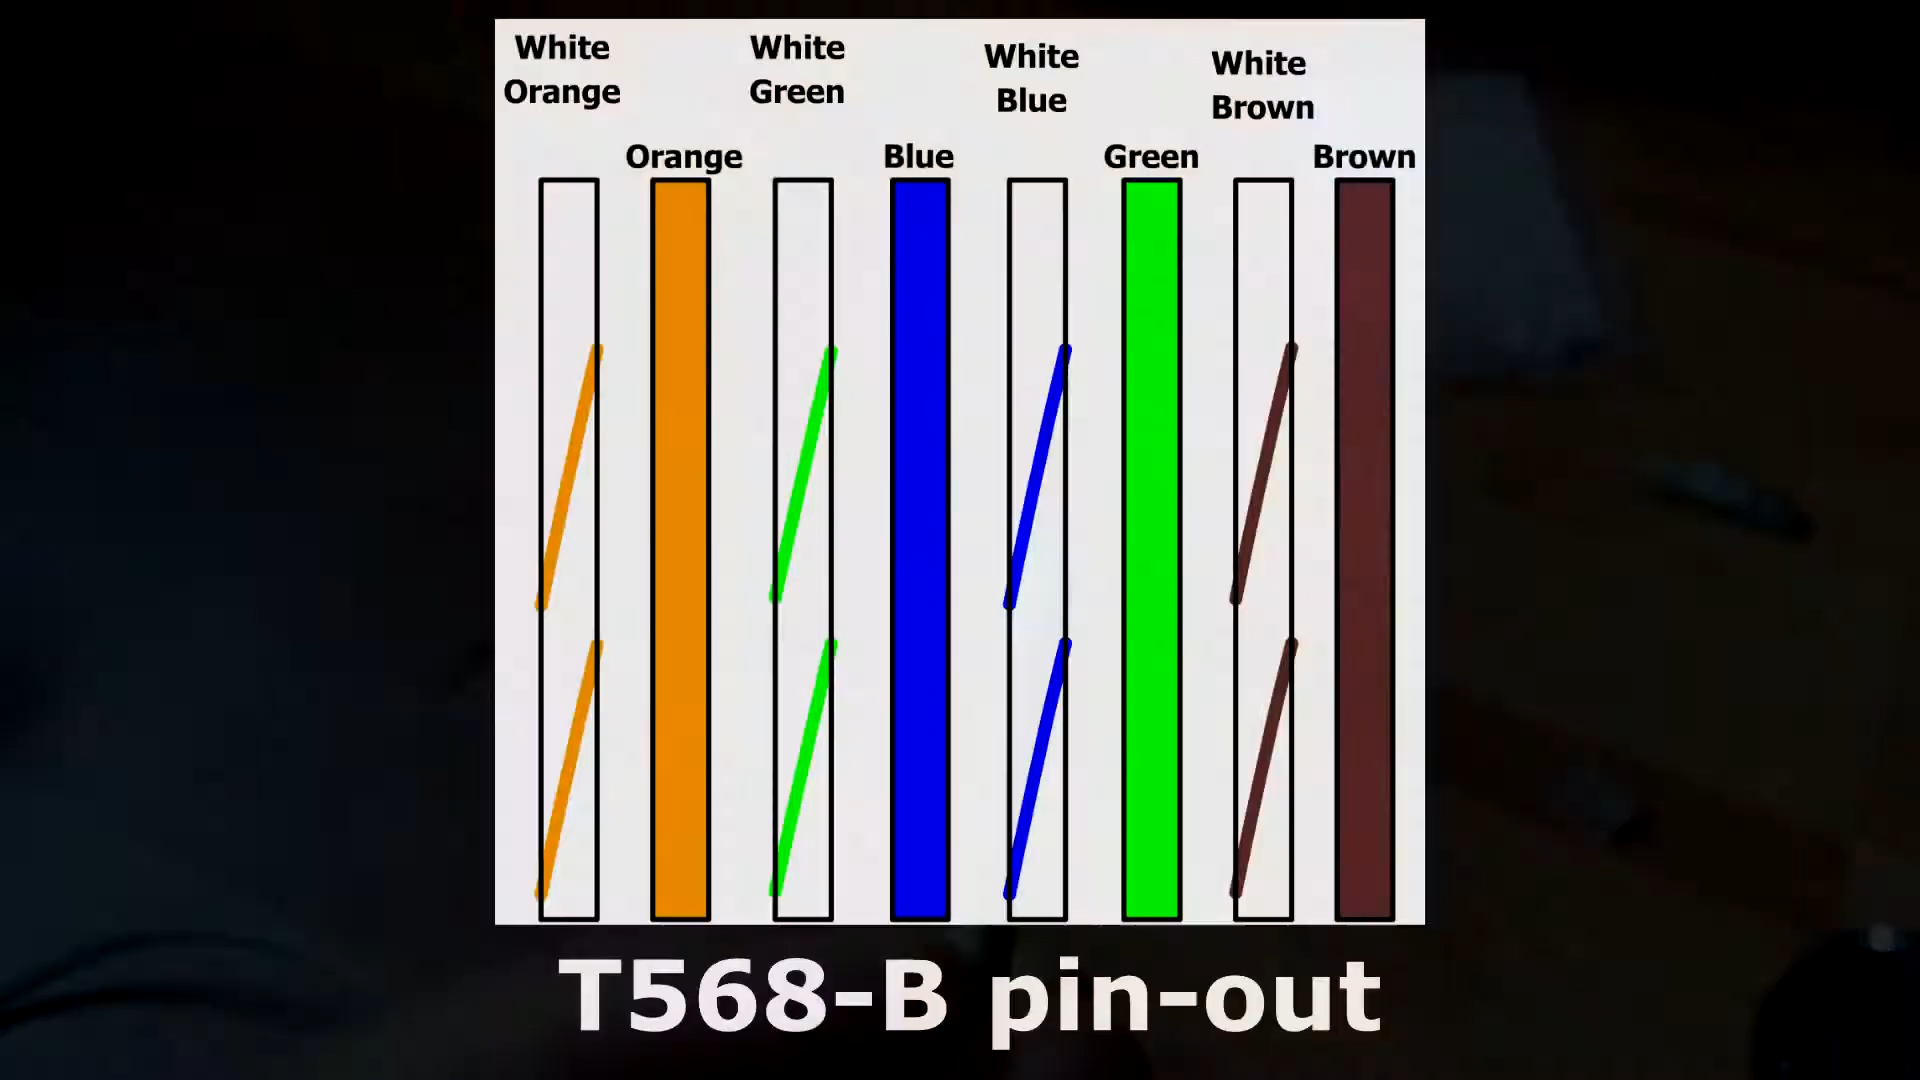 White
Orange
White
Green
White
Blue
White
Brown
Orange
Blue
Green
Brown
T568-B pin-out